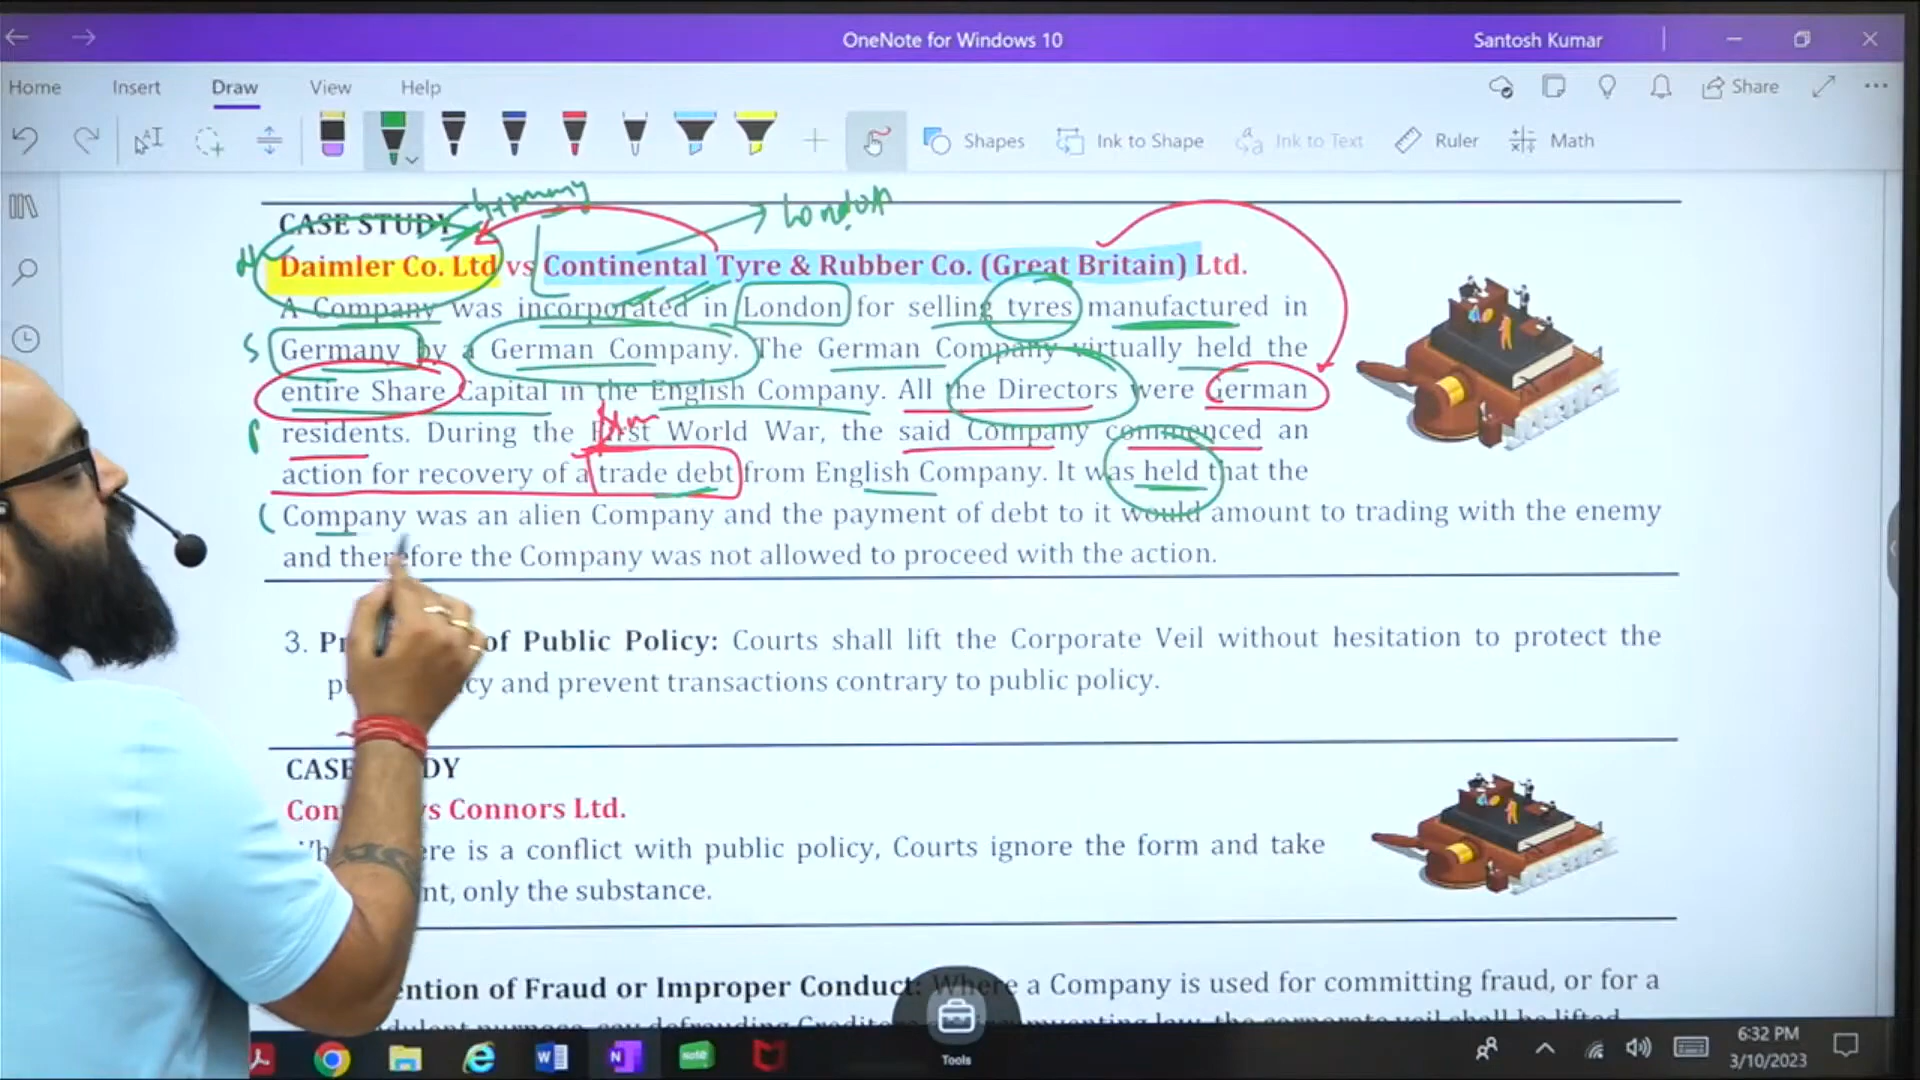 OneNote for Windows 10
Santosh Kumar
Home Insert Draw View Help
Share
Shapes Ink to Shape Ink to Text Ruler Math
Germany
London
CASE STUDY
Daimler Co. Ltd vs Continental Tyre & Rubber Co. (Great Britain) Ltd.
A Company was incorporated in London for selling tyres manufactured in
Germany by a German Company. The German Company virtually held the
entire Share Capital in the English Company. All the Directors were German
residents. During the First World War, the said Company commenced an
action for recovery of a trade debt from English Company. It was held that the
Company was an alien Company and the payment of debt to it would amount to trading with the enemy
and therefore the Company was not allowed to proceed with the action.
3. of Public Policy: Courts shall lift the Corporate Veil without hesitation to protect the
and prevent transactions contrary to public policy.
CASE
vs Connors Ltd.
is a conflict with public policy, Courts ignore the form and take
only the substance.
of Fraud or Improper Conduct: Where a Company is used for committing fraud, or for a
the corporate veil shall be lifted
Tools
6:32 PM
3/10/2023